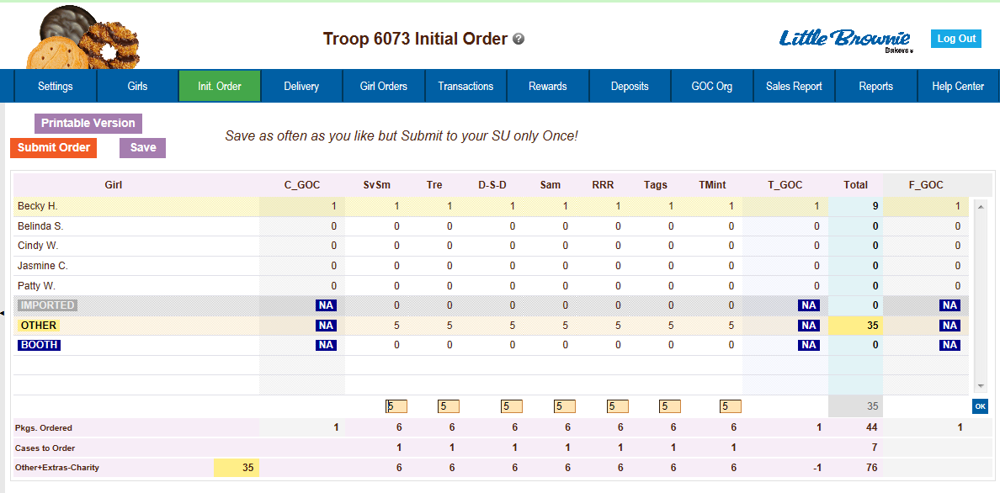 Troop 6073 Initial Order ?
Little Brownie
Bakers
Log Out
Settings Girls Init. Order Delivery Girl Orders Transactions Rewards Deposits GOC Org Sales Report Reports Help Center
Printable Version
Save as often as you like but Submit to your SU only Once!
Submit Order Save
Girl C_GOC SvSm Tre D-S-D Sam RRR Tags TMint T_GOC Total F_GOC
Becky H. 1 1 1 1 1 1 1 1 1 9 1
Belinda S. 0 0 0 0 0 0 0 0 0 0 0
Cindy W. 0 0 0 0 0 0 0 0 0 0 0
Jasmine C. 0 0 0 0 0 0 0 0 0 0 0
Patty W. 0 0 0 0 0 0 0 0 0 0 0
IMPORTED NA 0 0 0 0 0 0 0 NA 0 NA
OTHER NA 5 5 5 5 5 5 5 NA 35 NA
BOOTH NA 0 0 0 0 0 0 0 NA 0 NA
5 5 5 5 5 5 5 35 OK
Pkgs. Ordered 1 6 6 6 6 6 6 6 1 44 1
Cases to Order 1 1 1 1 1 1 1 7
Other+Extras-Charity 35 6 6 6 6 6 6 6 -1 76